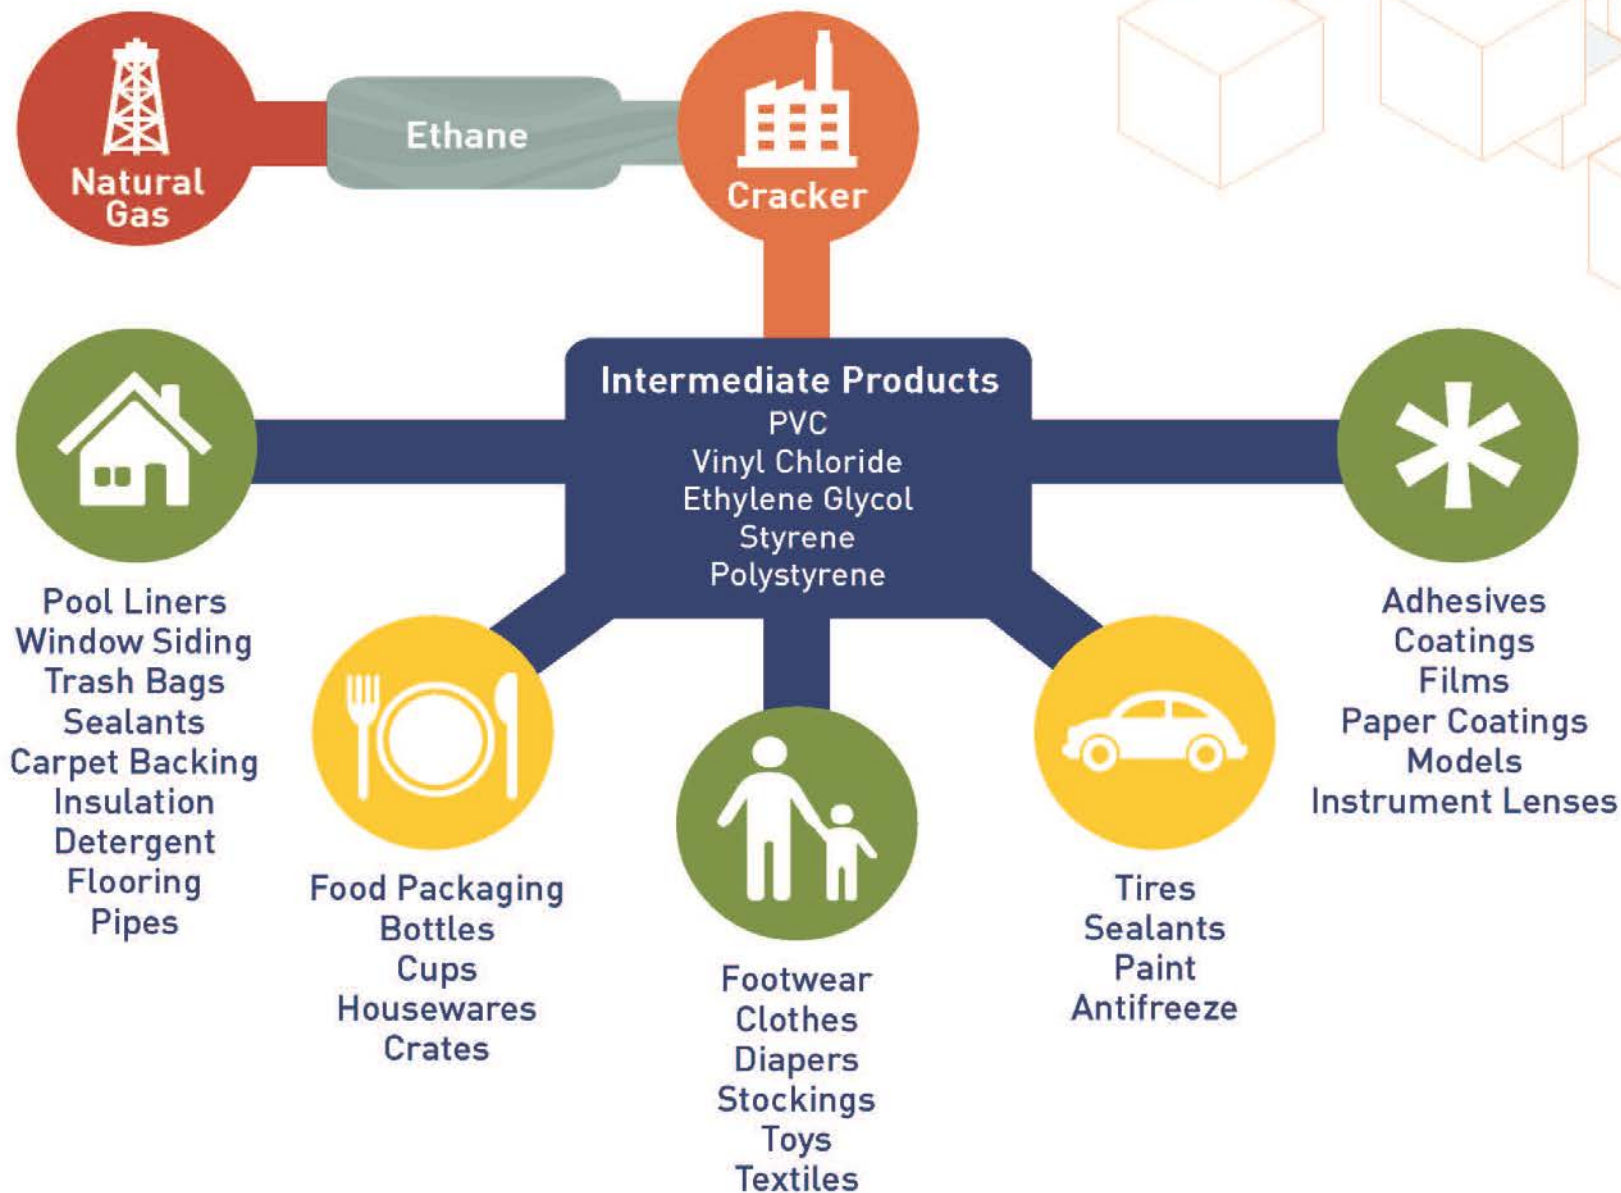 Natural
Gas
Ethane
Cracker
Intermediate Products
PVC
Vinyl Chloride
Ethylene Glycol
Styrene
Polystyrene
Pool Liners
Window Siding
Trash Bags
Sealants
Carpet Backing
Insulation
Detergent
Flooring
Pipes
Food Packaging
Bottles
Cups
Housewares
Crates
Footwear
Clothes
Diapers
Stockings
Toys
Textiles
Tires
Sealants
Paint
Antifreeze
Adhesives
Coatings
Films
Paper Coatings
Models
Instrument Lenses